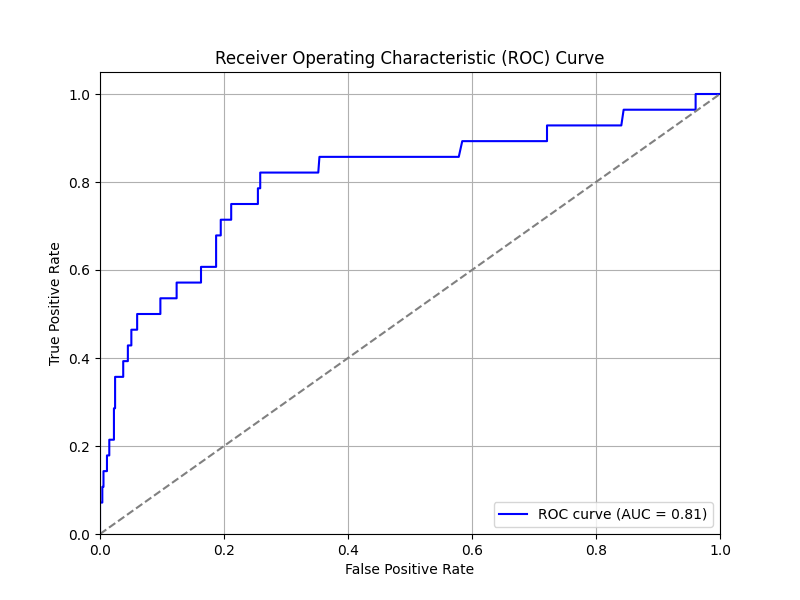 Receiver Operating Characteristic (ROC) Curve
True Positive Rate
1.0
0.8
0.6
0.4
0.2
0.0
ROC curve (AUC = 0.81)
0.0 0.2 0.4 0.6 0.8 1.0
False Positive Rate